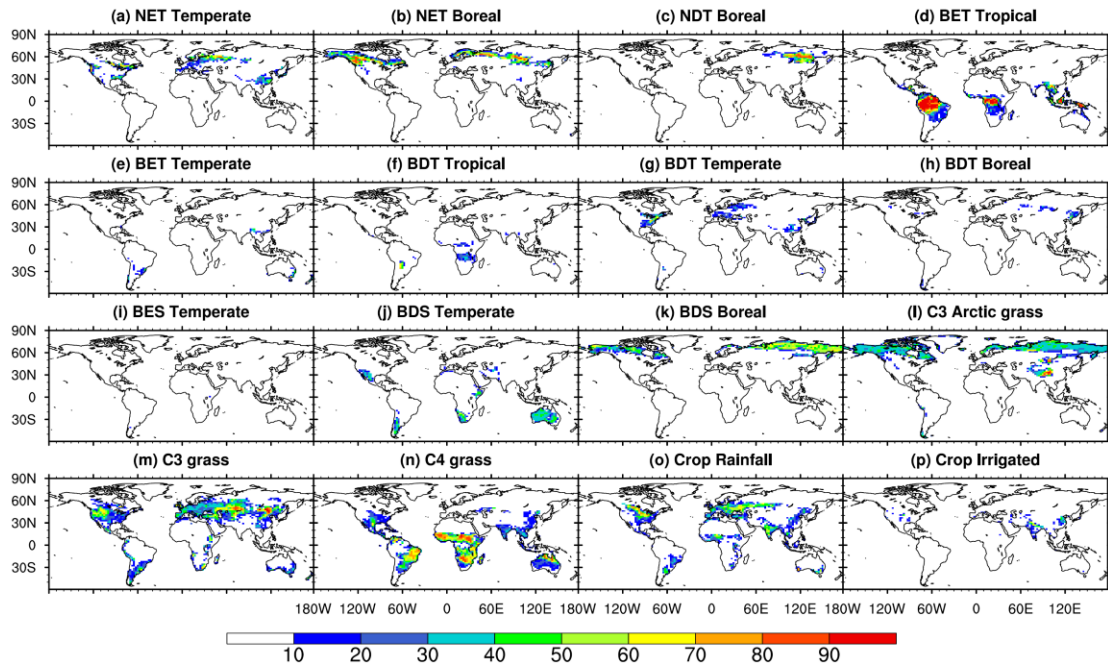 (a) NET Temperate (b) NET Boreal (c) NDT Boreal (d) BET Tropical
90N
60N
30N
0
30S
(e) BET Temperate (f) BDT Tropical (g) BDT Temperate (h) BDT Boreal
90N
60N
30N
0
30S
(i) BES Temperate (j) BDS Temperate (k) BDS Boreal (l) C3 Arctic grass
90N
60N
30N
0
30S
(m) C3 grass (n) C4 grass (o) Crop Rainfall (p) Crop Irrigated
90N
60N
30N
0
30S
180W 120W 60W 0 60E 120E 180W 120W 60W 0 60E 120E 180W 120W 60W 0 60E 120E
10 20 30 40 50 60 70 80 90